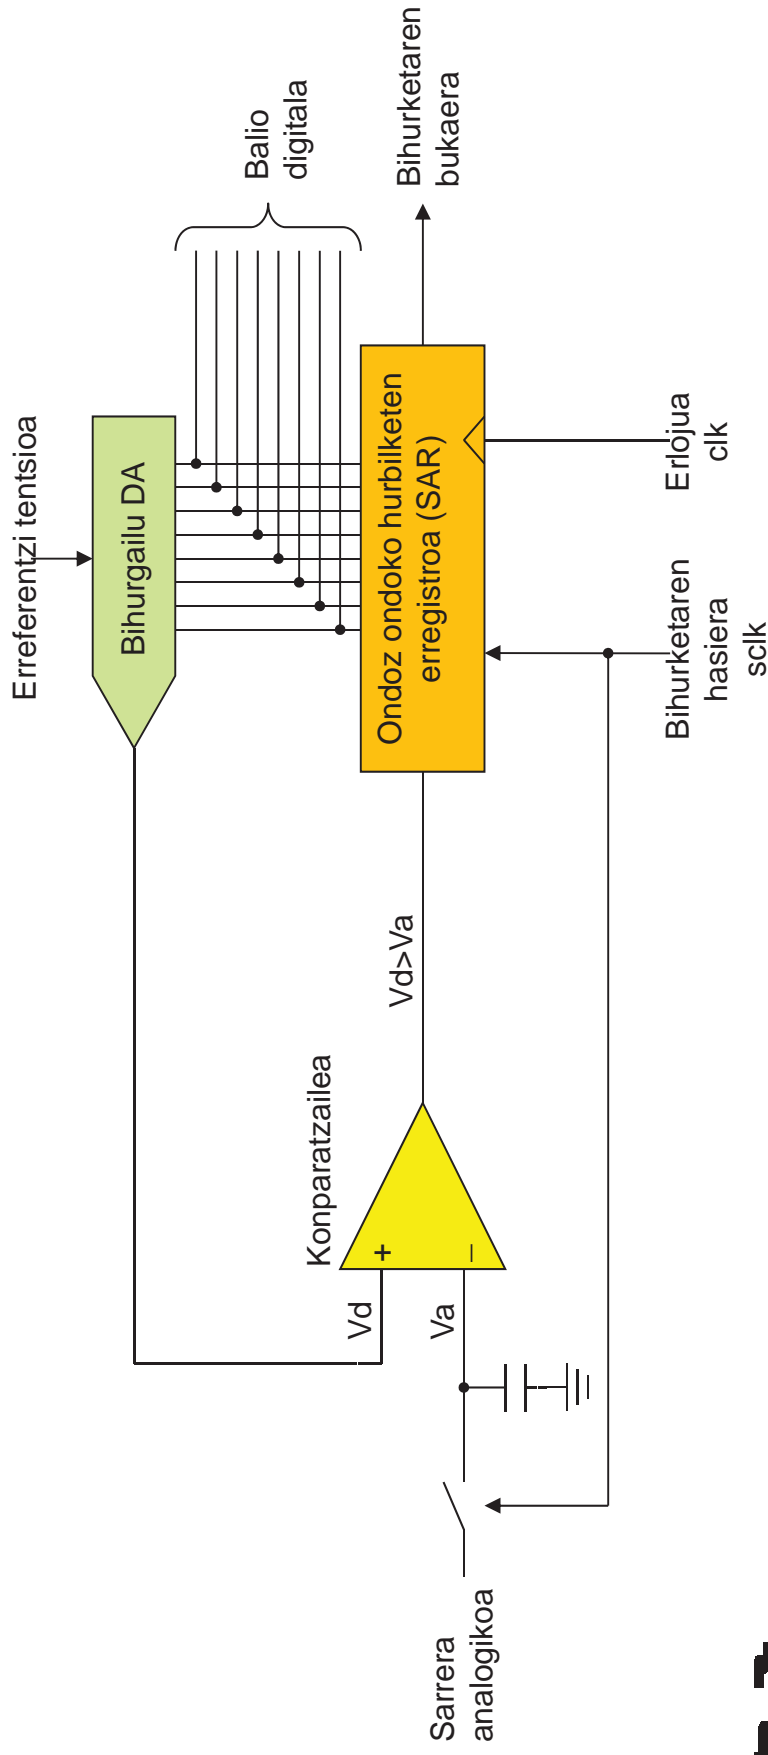 Erreferentzi tentsioa
Bihurgailu DA
Balio
digitala
Konparatzailea
Vd
+
Vd>Va
Ondoz ondoko hurbilketen
erregistroa (SAR)
Bihurketaren
bukaera
Sarrera
analogikoa
Va
–
Bihurketaren
hasiera
sclk
Erlojua
clk